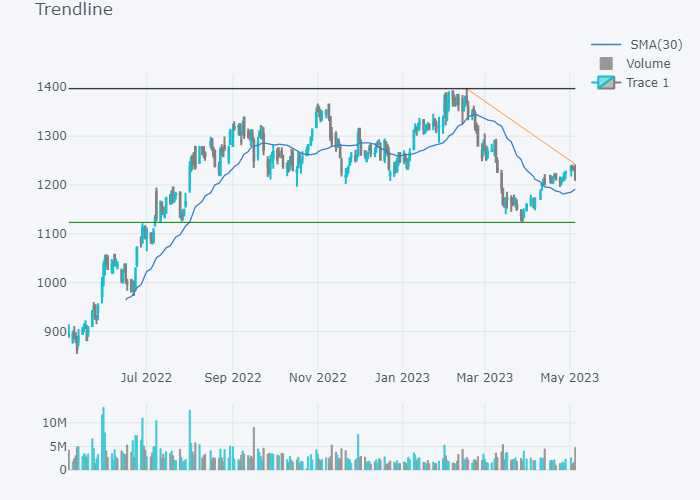 Trendline
SMA(30)
Volume
Trace 1
1400
1300
1200
1100
1000
900
Jul 2022 Sep 2022 Nov 2022 Jan 2023 Mar 2023 May 2023
10M
5M
0